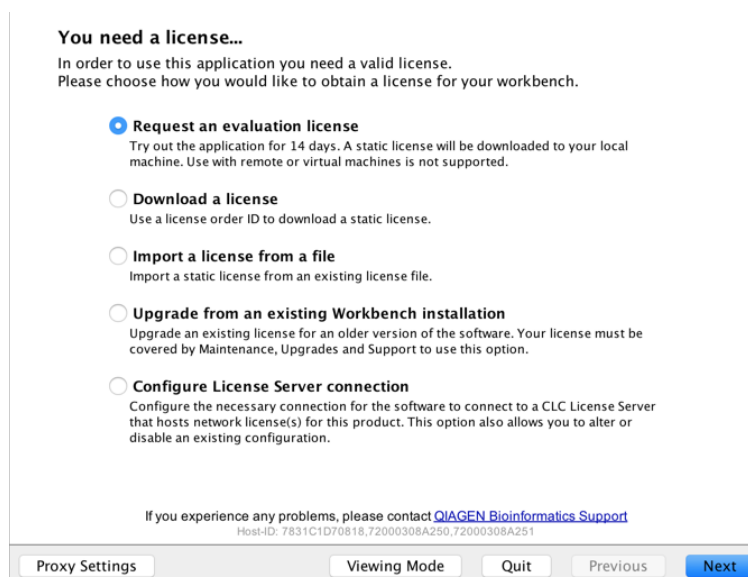 You need a license...
In order to use this application you need a valid license.
Please choose how you would like to obtain a license for your workbench.
Request an evaluation license
Try out the application for 14 days. A static license will be downloaded to your local
machine. Use with remote or virtual machines is not supported.
Download a license
Use a license order ID to download a static license.
Import a license from a file
Import a static license from an existing license file.
Upgrade from an existing Workbench installation
Upgrade an existing license for an older version of the software. Your license must be
covered by Maintenance, Upgrades and Support to use this option.
Configure License Server connection
Configure the necessary connection for the software to connect to a CLC License Server
that hosts network license(s) for this product. This option also allows you to alter or
disable an existing configuration.
If you experience any problems, please contact QIAGEN Bioinformatics Support
Host-ID: 7831C1D70818,72000308A250,72000308A251
Proxy Settings Viewing Mode Quit Previous Next